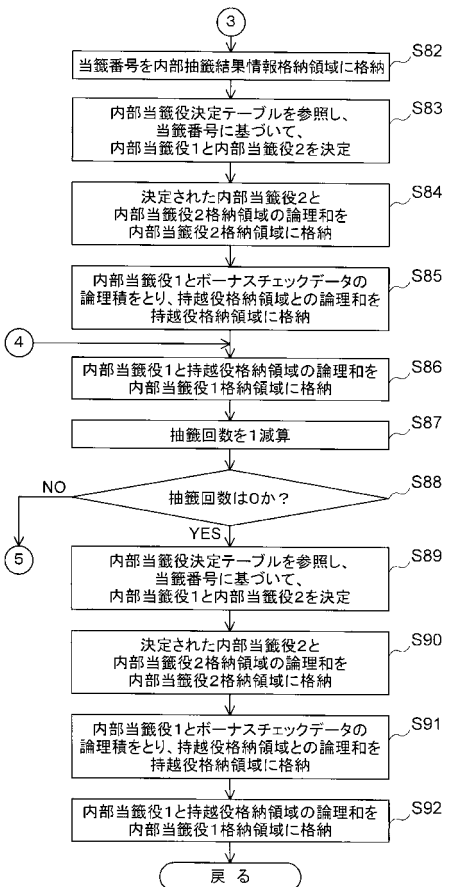 3
当籤番号を内部抽籤結果情報格納領域に格納
S82
内部当籤役決定テーブルを参照し、
当籤番号に基づいて、
内部当籤役1と内部当籤役2を決定
S83
決定された内部当籤役2と
内部当籤役2格納領域の論理和を
内部当籤役2格納領域に格納
S84
内部当籤役1とボーナスチェックデータの
論理積をとり、持越役格納領域との論理和を
持越役格納領域に格納
S85
4
内部当籤役1と持越役格納領域の論理和を
内部当籤役1格納領域に格納
S86
抽籤回数を1減算
S87
抽籤回数は0か?
S88
NO
YES
5
内部当籤役決定テーブルを参照し、
当籤番号に基づいて、
内部当籤役1と内部当籤役2を決定
S89
決定された内部当籤役2と
内部当籤役2格納領域の論理和を
内部当籤役2格納領域に格納
S90
内部当籤役1とボーナスチェックデータの
論理積をとり、持越役格納領域との論理和を
持越役格納領域に格納
S91
内部当籤役1と持越役格納領域の論理和を
内部当籤役1格納領域に格納
S92
戻る